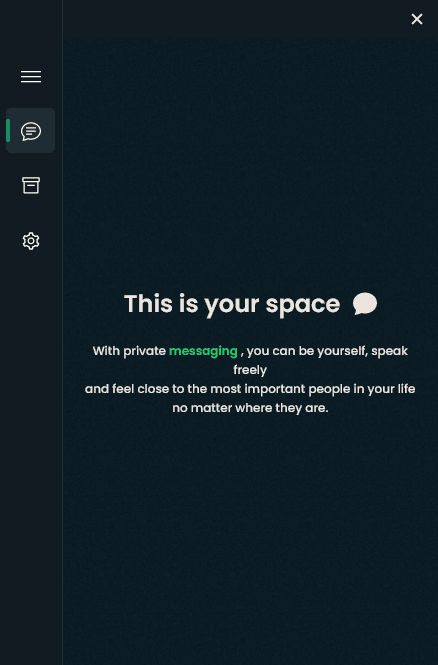 This is your space
With private messaging , you can be yourself, speak
freely
and feel close to the most important people in your life
no matter where they are.